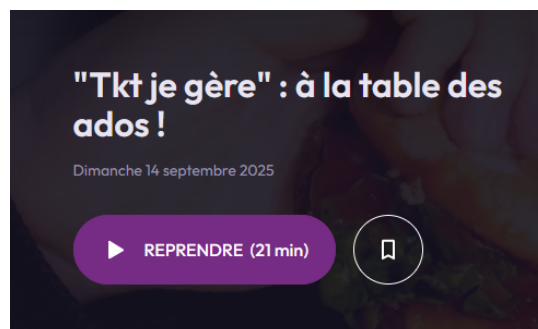 "Tkt je gère" : à la table des
ados !
Dimanche 14 septembre 2025
REPRENDRE (21 min)